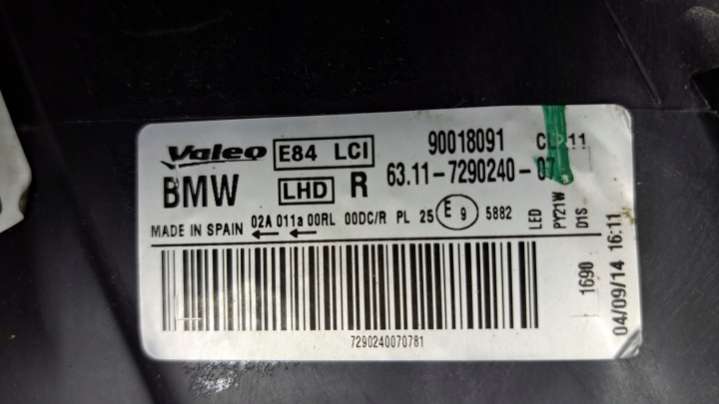 Valeo E84 LCI 90018091
BMW LHD R 63.11-7290240-07
MADE IN SPAIN 02A 011a 00RL 00DC/R PL 25 E 9 5882
LED
PY21W
D1S
1690
04/09/14 16:11
7290240070781